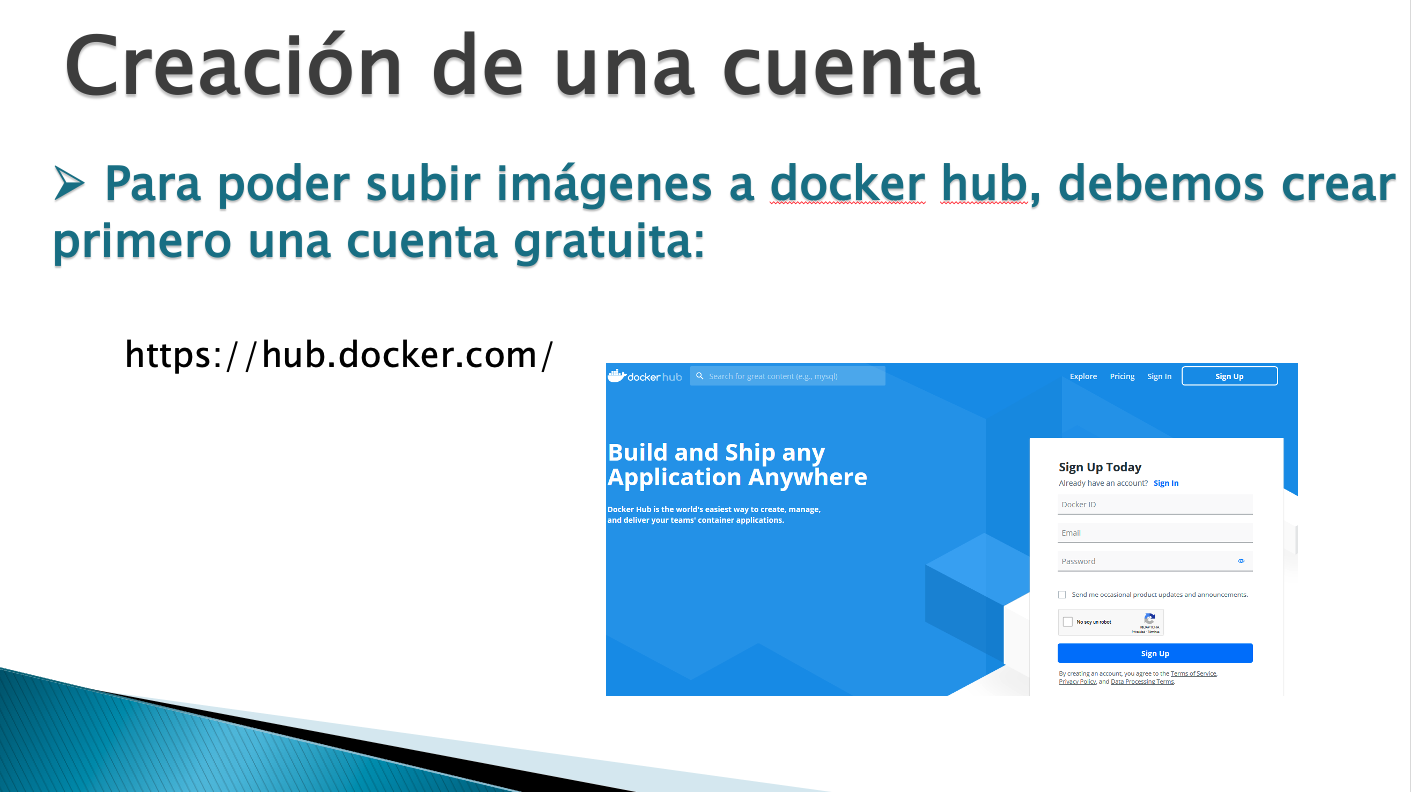 Creación de una cuenta
➢ Para poder subir imágenes a docker hub, debemos crear
primero una cuenta gratuita:
https://hub.docker.com/
docker hub
Search for great content (e.g., mysql)
Explore Pricing Sign In Sign Up
Build and Ship any
Application Anywhere
Docker Hub is the world's easiest way to create, manage,
and deliver your teams' container applications.
Sign Up Today
Already have an account? Sign In
Docker ID
Email
Password
Send me occasional product updates and announcements.
No soy un robot
reCAPTCHA
Sign Up
By creating an account, you agree to the Terms of Service,
Privacy Policy, and Data Processing Terms.